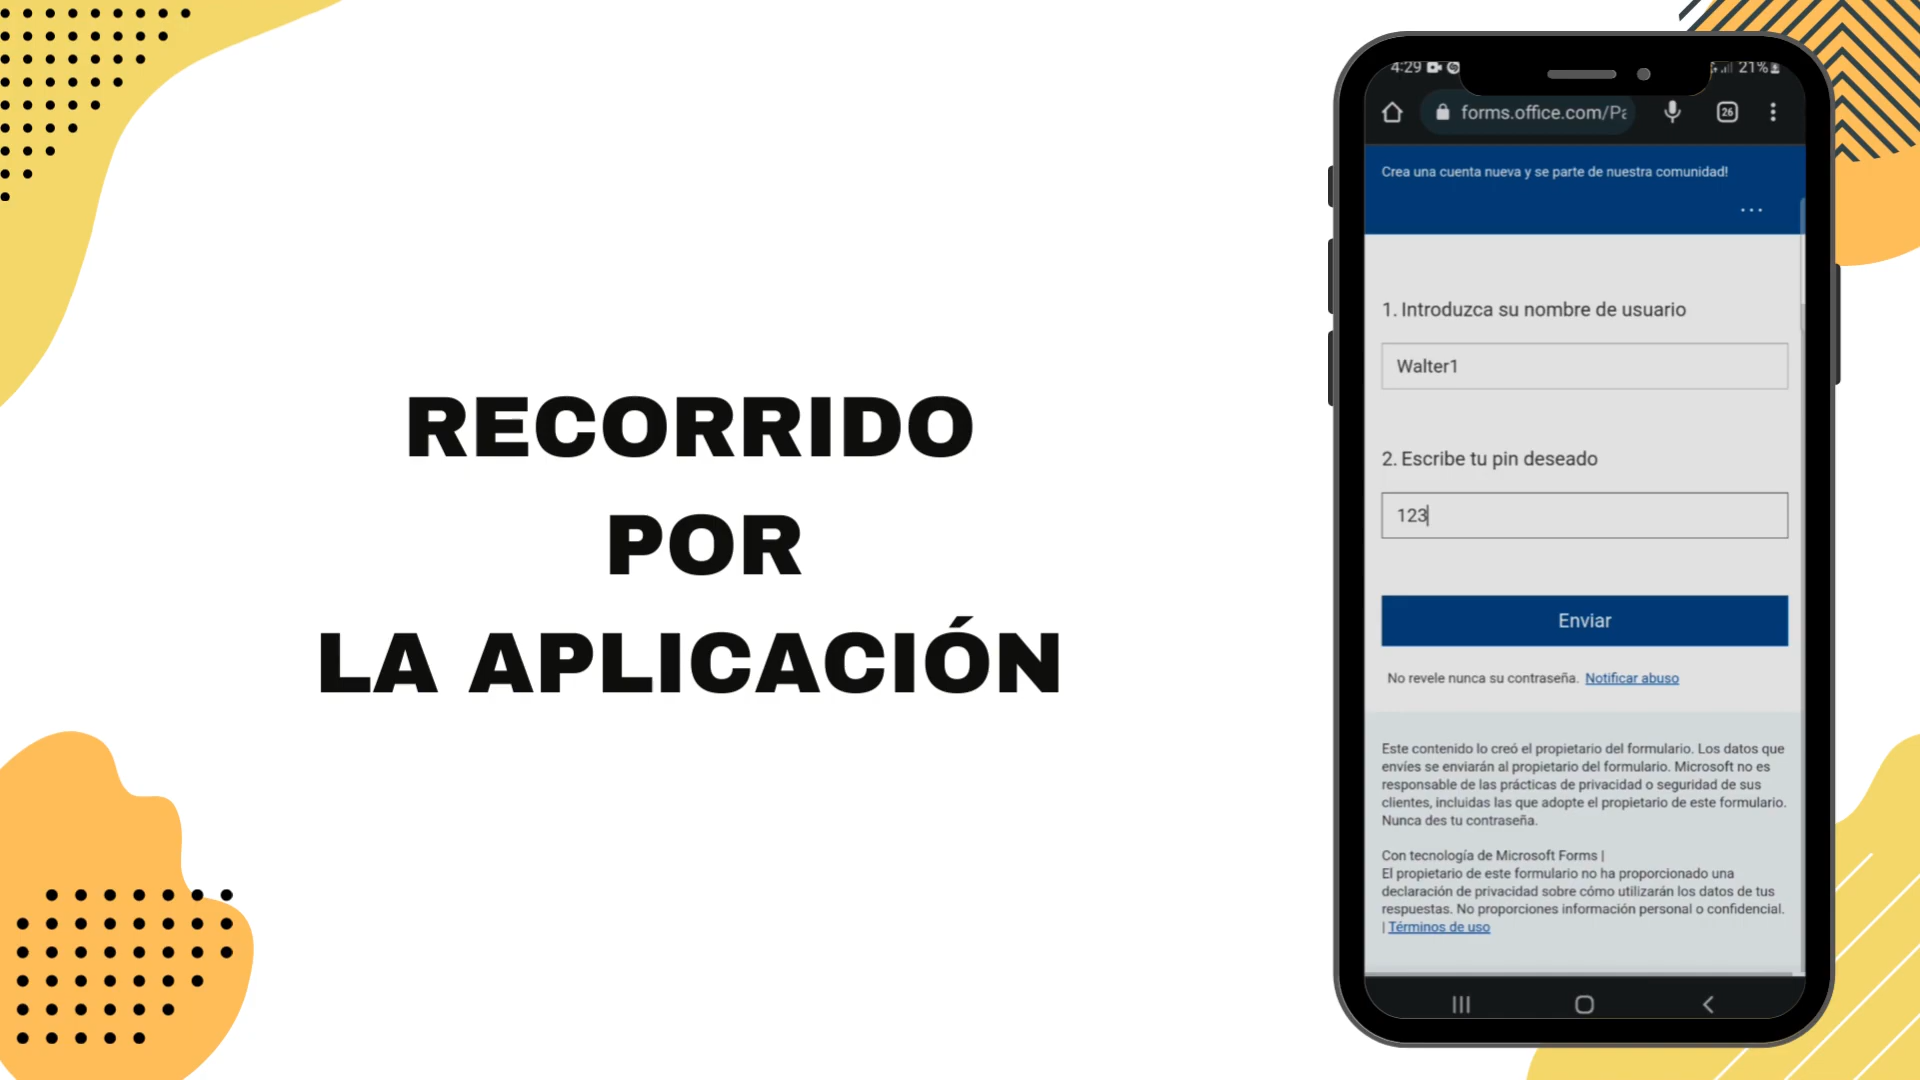 RECORRIDO
POR
LA APLICACIÓN
4:29
21%
forms.office.com/Pa
26
Crea una cuenta nueva y se parte de nuestra comunidad!
...
1. Introduzca su nombre de usuario
Walter1
2. Escribe tu pin deseado
123
Enviar
No revele nunca su contraseña. Notificar abuso
Este contenido lo creó el propietario del formulario. Los datos que
envíes se enviarán al propietario del formulario. Microsoft no es
responsable de las prácticas de privacidad o seguridad de sus
clientes, incluidas las que adopte el propietario de este formulario.
Nunca des tu contraseña.
Con tecnología de Microsoft Forms |
El propietario de este formulario no ha proporcionado una
declaración de privacidad sobre cómo utilizarán los datos de tus
respuestas. No proporciones información personal o confidencial.
| Términos de uso